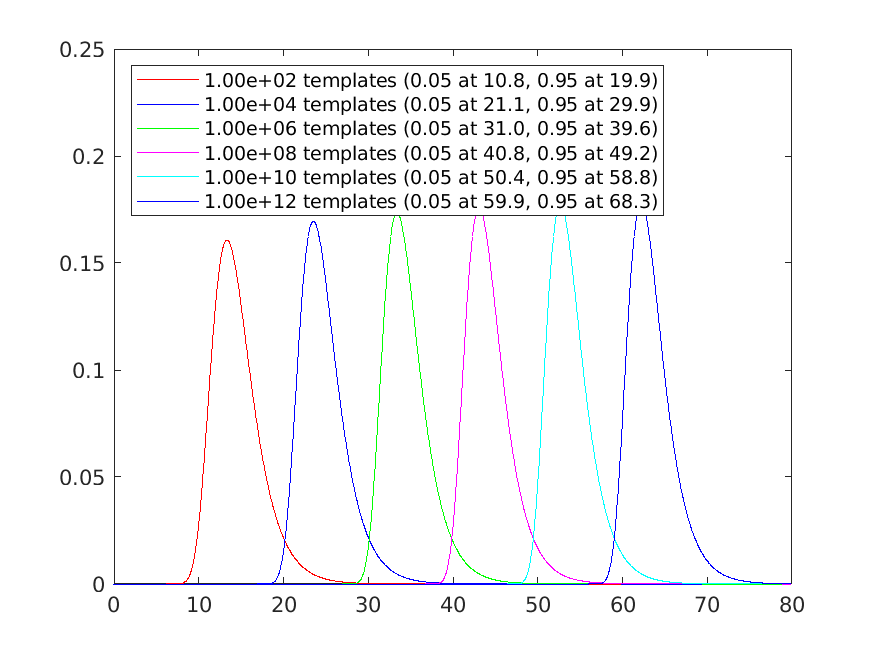 0.25
1.00e+02 templates (0.05 at 10.8, 0.95 at 19.9)
1.00e+04 templates (0.05 at 21.1, 0.95 at 29.9)
1.00e+06 templates (0.05 at 31.0, 0.95 at 39.6)
1.00e+08 templates (0.05 at 40.8, 0.95 at 49.2)
1.00e+10 templates (0.05 at 50.4, 0.95 at 58.8)
1.00e+12 templates (0.05 at 59.9, 0.95 at 68.3)
0.2
0.15
0.1
0.05
0
0 10 20 30 40 50 60 70 80